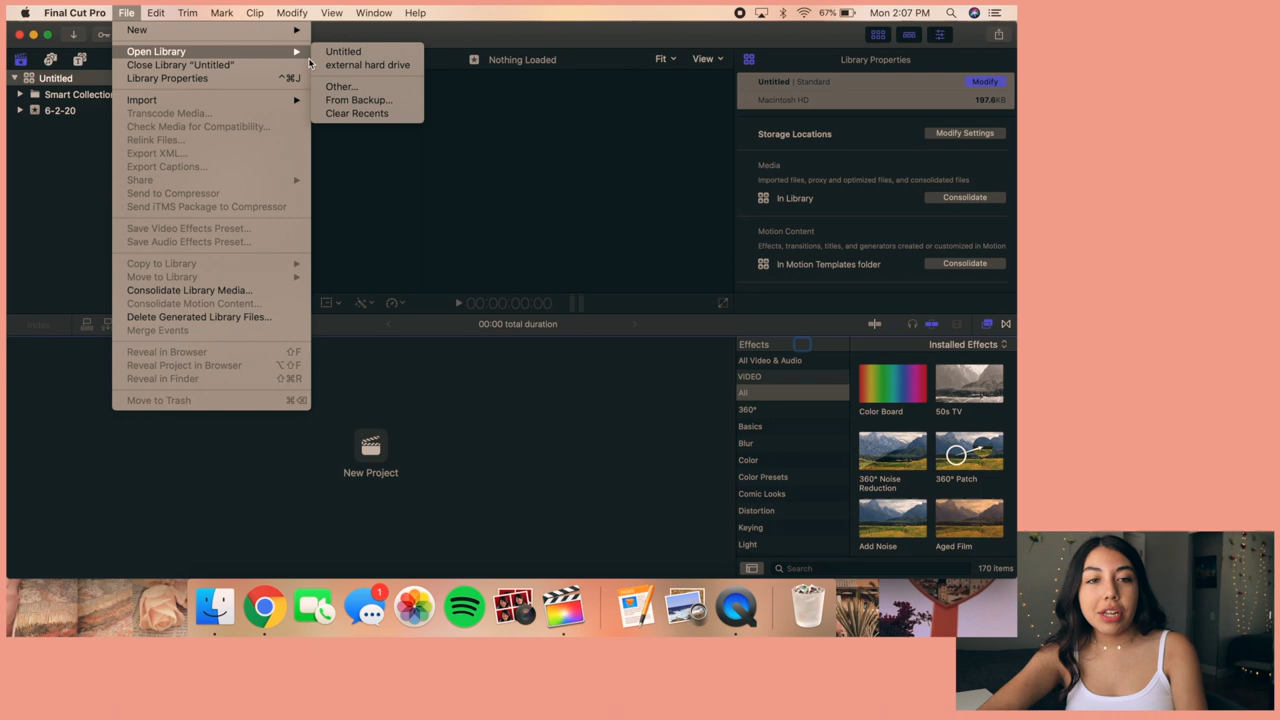 Final Cut Pro File Edit Trim Mark Clip Modify View Window Help 67% Mon 2:07 PM
New
Open Library
Close Library “Untitled”
Library Properties ^⌘J
Import
Transcode Media...
Check Media for Compatibility...
Relink Files...
Export XML...
Export Captions...
Share
Send to Compressor
Send iTMS Package to Compressor
Save Video Effects Preset...
Save Audio Effects Preset...
Copy to Library
Move to Library
Consolidate Library Media...
Consolidate Motion Content...
Delete Generated Library Files...
Merge Events
Reveal in Browser ⇧F
Reveal Project in Browser ⌥⇧F
Reveal in Finder ⇧⌘R
Move to Trash ⌘⌫
Untitled
external hard drive
Other...
From Backup...
Clear Recents
Untitled
Smart Collection
6-2-20
Nothing Loaded Fit View
00:00:00:00
Library Properties
Untitled | Standard Modify
Macintosh HD 197.6KB
Storage Locations Modify Settings
Media
Imported files, proxy and optimized files, and consolidated files
In Library Consolidate
Motion Content
Effects, transitions, titles, and generators created or customized in Motion
In Motion Templates folder Consolidate
Index 00:00 total duration
New Project
Effects Installed Effects
All Video & Audio
VIDEO
All
360°
Basics
Blur
Color
Color Presets
Comic Looks
Distortion
Keying
Light
Color Board 50s TV
360° Noise Reduction 360° Patch
Add Noise Aged Film
Search 170 items
1